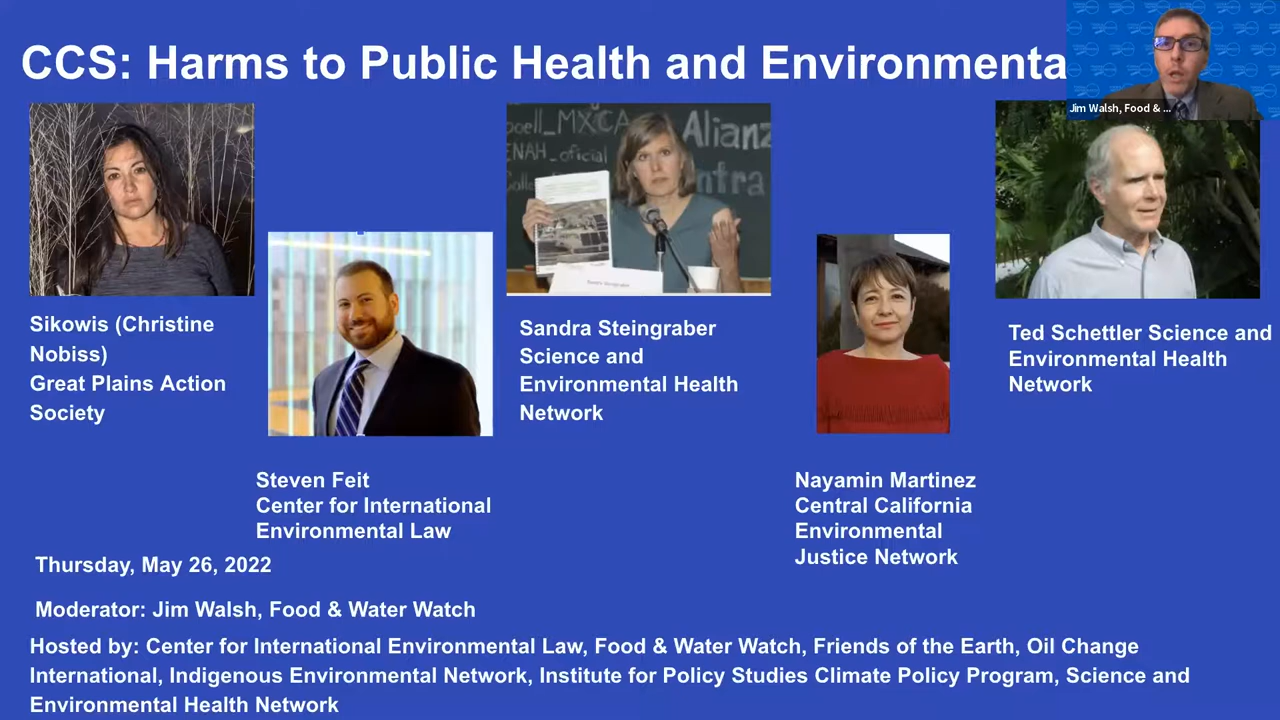 CCS: Harms to Public Health and Environmenta
Jim Walsh, Food & ...
poell_MXCA
Alianz
ENAH_oficial
ntra
Sikowis (Christine
Nobiss)
Great Plains Action
Society
Sandra Steingraber
Science and
Environmental Health
Network
Ted Schettler Science and
Environmental Health
Network
Steven Feit
Center for International
Environmental Law
Nayamin Martinez
Central California
Environmental
Justice Network
Thursday, May 26, 2022
Moderator: Jim Walsh, Food & Water Watch
Hosted by: Center for International Environmental Law, Food & Water Watch, Friends of the Earth, Oil Change
International, Indigenous Environmental Network, Institute for Policy Studies Climate Policy Program, Science and
Environmental Health Network